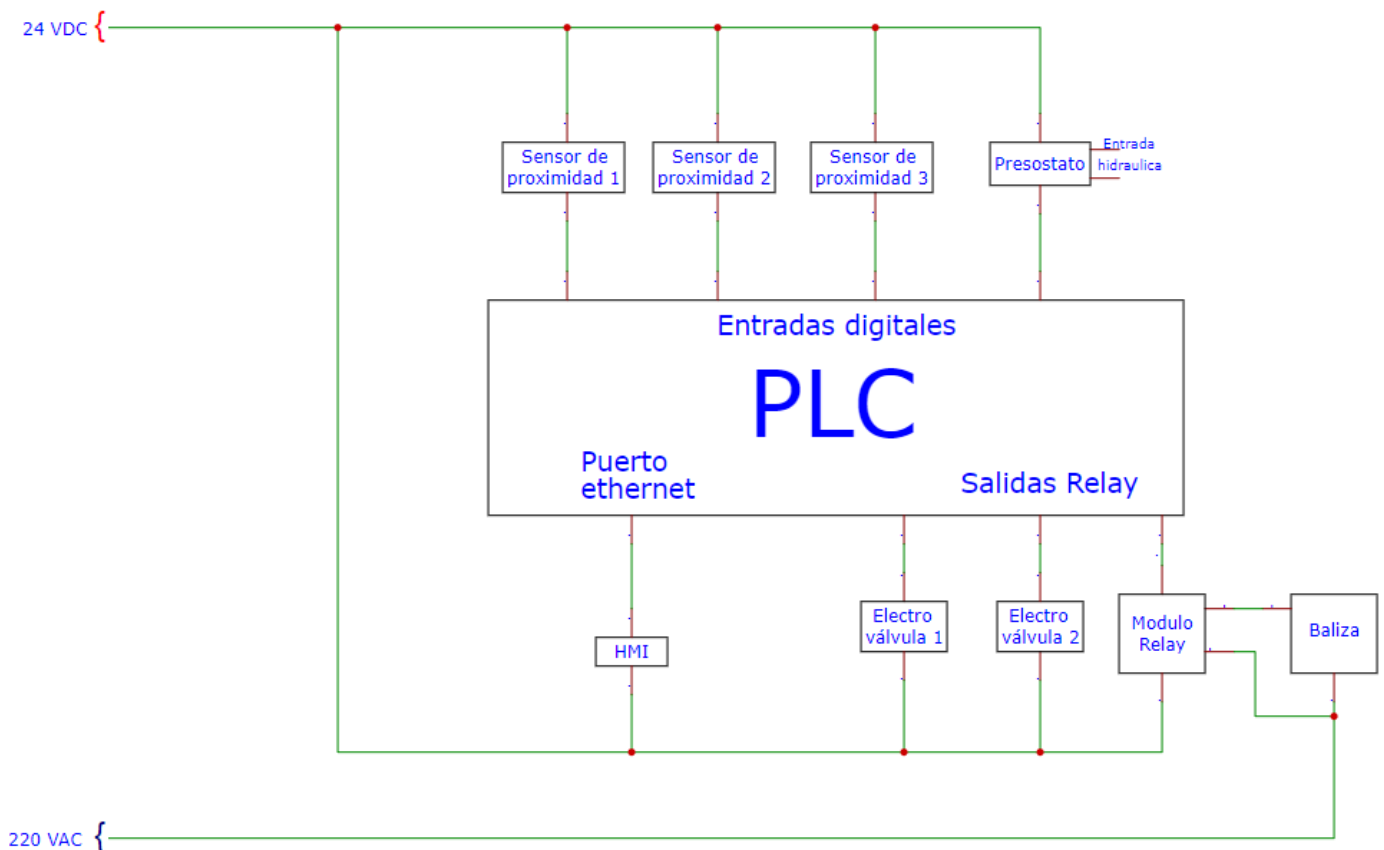 24 VDC
Sensor de
proximidad 1
Sensor de
proximidad 2
Sensor de
proximidad 3
Presostato
Entrada
hidraulica
Entradas digitales
PLC
Puerto
ethernet
Salidas Relay
HMI
Electro
válvula 1
Electro
válvula 2
Modulo
Relay
Baliza
220 VAC